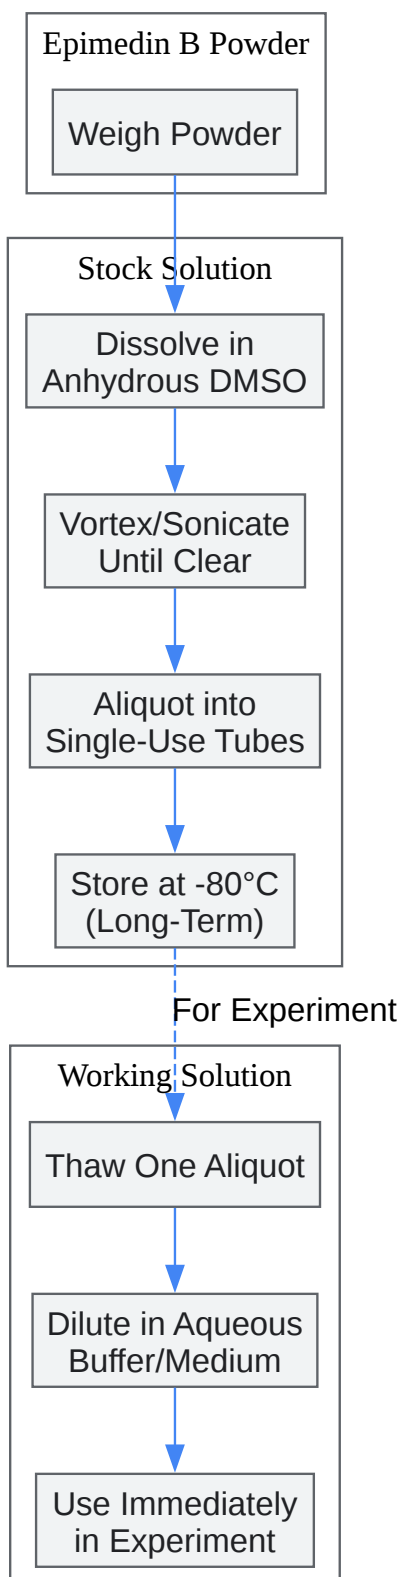 Epimedin B Powder
Weigh Powder
Stock Solution
Dissolve in
Anhydrous DMSO
Vortex/Sonicate
Until Clear
Aliquot into
Single-Use Tubes
Store at -80°C
(Long-Term)
For Experiment
Working Solution
Thaw One Aliquot
Dilute in Aqueous
Buffer/Medium
Use Immediately
in Experiment